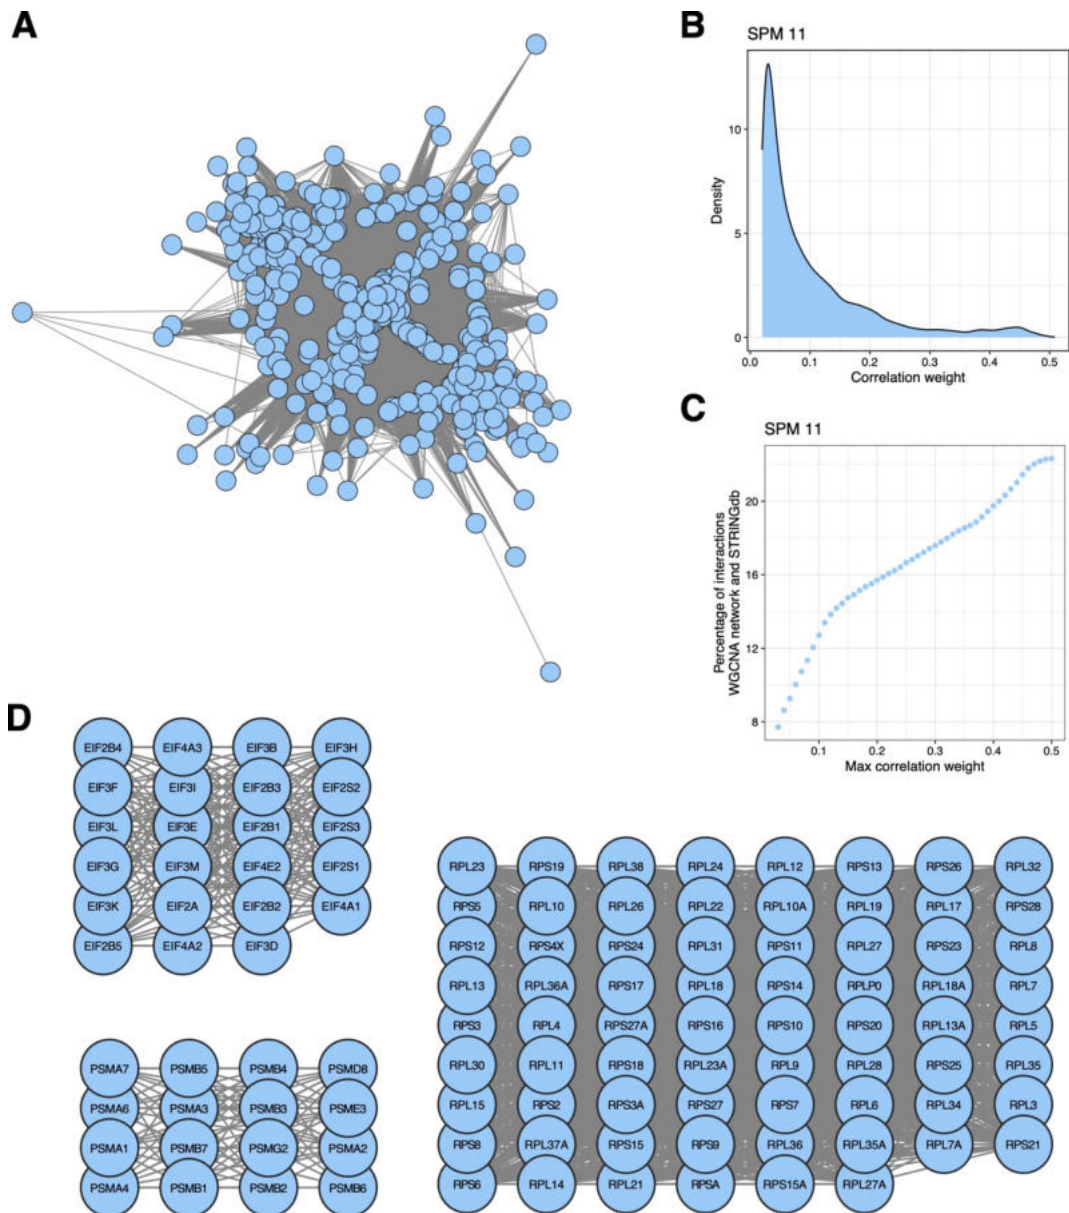 A
B
SPM 11
Density
10
5
0
0.0 0.1 0.2 0.3 0.4 0.5
Correlation weight
C
SPM 11
Percentage of interactions
WGCNA network and STRINGdb
20
16
12
8
0.1 0.2 0.3 0.4 0.5
Max correlation weight
D
EIF2B4 EIF4A3 EIF3B EIF3H
EIF3F EIF3I EIF2B3 EIF2S2
EIF3L EIF3E EIF2B1 EIF2S3
EIF3G EIF3M EIF4E2 EIF2S1
EIF3K EIF2A EIF2B2 EIF4A1
EIF2B5 EIF4A2 EIF3D
PSMA7 PSMB5 PSMB4 PSMD8
PSMA6 PSMA3 PSMB3 PSME3
PSMA1 PSMB7 PSMG2 PSMA2
PSMA4 PSMB1 PSMB2 PSMB6
RPL23 RPS19 RPL38 RPL24 RPL12 RPS13 RPS26 RPL32
RPS5 RPL10 RPL26 RPL22 RPL10A RPL19 RPL17 RPS28
RPS12 RPS4X RPS24 RPL31 RPS11 RPL27 RPS23 RPL8
RPL13 RPL36A RPS17 RPL18 RPS14 RPLP0 RPL18A RPL7
RPS3 RPL4 RPS27A RPS16 RPS10 RPS20 RPL13A RPL5
RPL30 RPL11 RPS18 RPL23A RPL9 RPL28 RPS25 RPL35
RPL15 RPS2 RPS3A RPS27 RPS7 RPL6 RPL34 RPL3
RPS8 RPL37A RPS15 RPS9 RPL36 RPL35A RPL7A RPS21
RPS6 RPL14 RPL21 RPSA RPS15A RPL27A